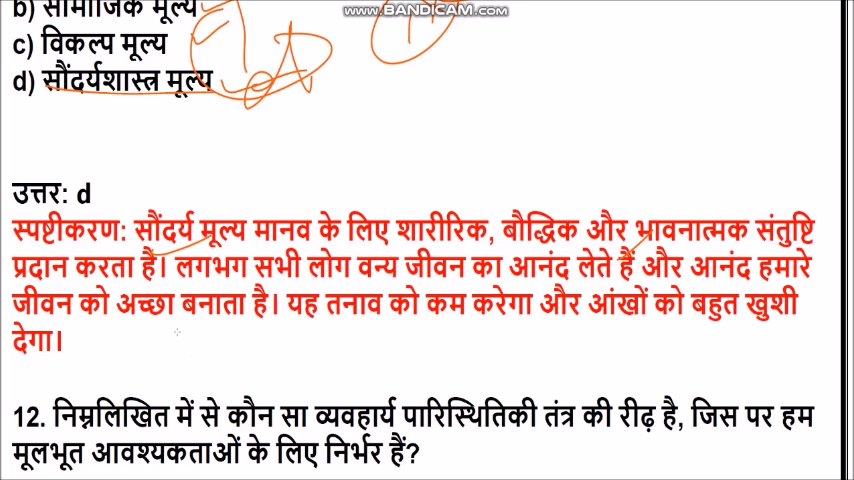 www.BANDICAM.com
b) सामाजिक मूल्य
c) विकल्प मूल्य
d) सौंदर्यशास्त्र मूल्य
उत्तर: d
स्पष्टीकरण: सौंदर्य मूल्य मानव के लिए शारीरिक, बौद्धिक और भावनात्मक संतुष्टि
प्रदान करता है। लगभग सभी लोग वन्य जीवन का आनंद लेते हैं और आनंद हमारे
जीवन को अच्छा बनाता है। यह तनाव को कम करेगा और आंखों को बहुत खुशी
देगा।
12. निम्नलिखित में से कौन सा व्यवहार्य पारिस्थितिकी तंत्र की रीढ़ है, जिस पर हम
मूलभूत आवश्यकताओं के लिए निर्भर हैं?